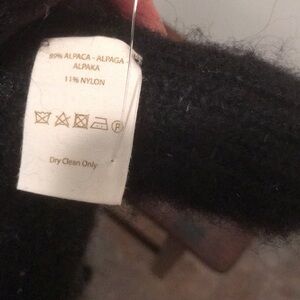 89% ALPACA - ALPAGA
ALPAKA
11% NYLON
P
Dry Clean Only